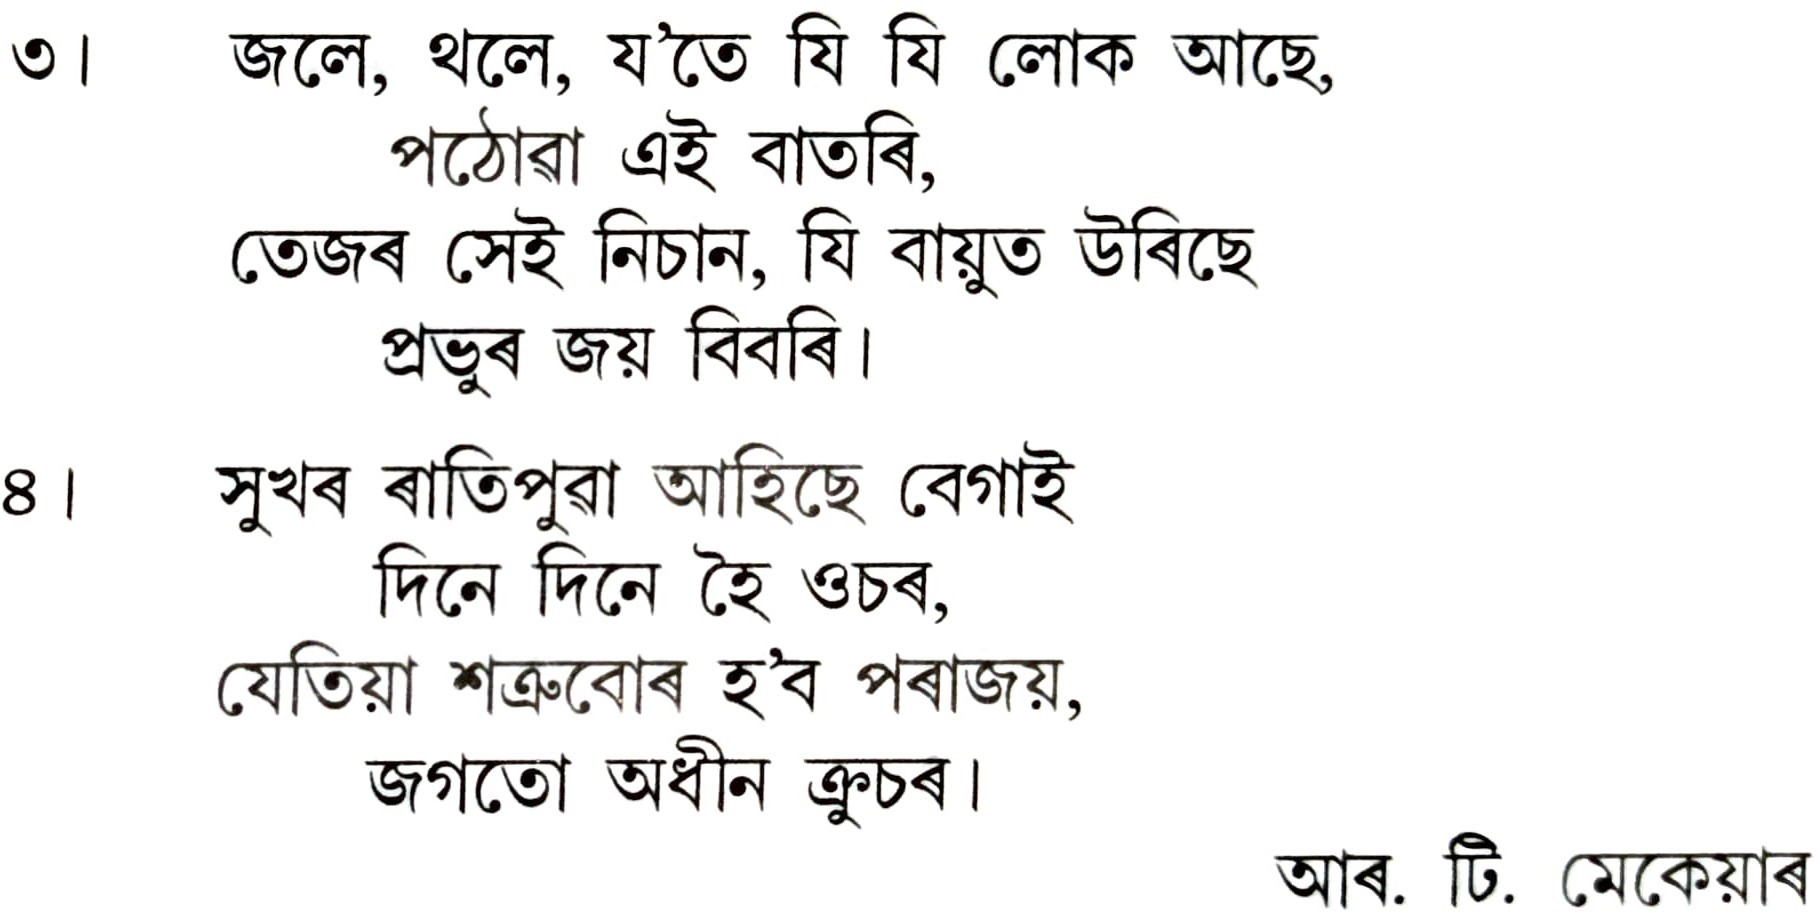 ৩। জলে, থলে, য'তে যি যি লোক আছে,
পঠোৱা এই বাতৰি,
তেজৰ সেই নিচান, যি বায়ুত উৰিছে
প্ৰভুৰ জয় বিবৰি।
৪। সুখৰ ৰাতিপুৱা আহিছে বেগাই
দিনে দিনে হৈ ওচৰ,
যেতিয়া শত্ৰুবোৰ হ'ব পৰাজয়,
জগতো অধীন ক্ৰুচৰ।
আৰ. টি. মেকেয়াৰ